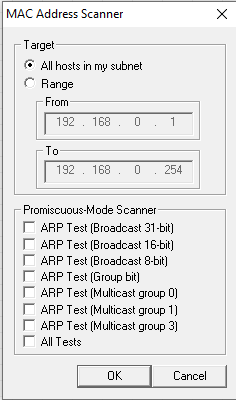 MAC Address Scanner
Target
All hosts in my subnet
Range
From
192 . 168 . 0 . 1
To
192 . 168 . 0 . 254
Promiscuous-Mode Scanner
ARP Test (Broadcast 31-bit)
ARP Test (Broadcast 16-bit)
ARP Test (Broadcast 8-bit)
ARP Test (Group bit)
ARP Test (Multicast group 0)
ARP Test (Multicast group 1)
ARP Test (Multicast group 3)
All Tests
OK Cancel